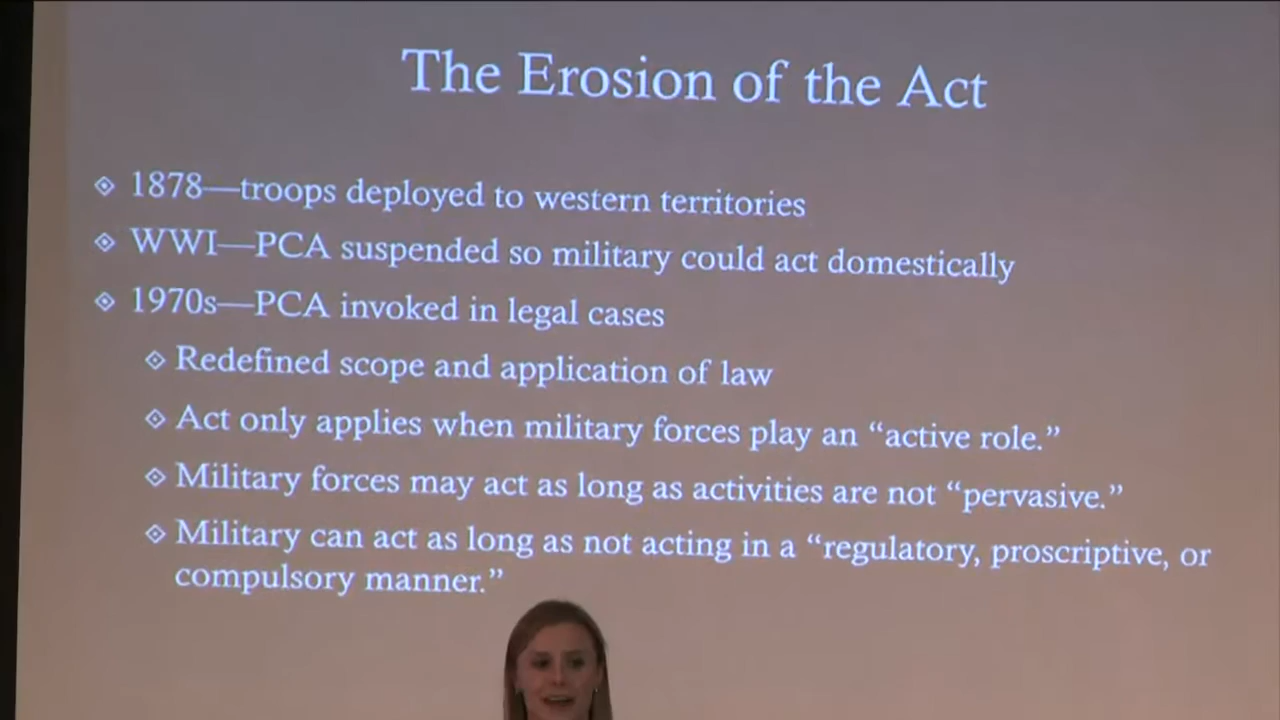 The Erosion of the Act
1878—troops deployed to western territories
WWI—PCA suspended so military could act domestically
1970s—PCA invoked in legal cases
Redefined scope and application of law
Act only applies when military forces play an “active role.”
Military forces may act as long as activities are not “pervasive.”
Military can act as long as not acting in a “regulatory, proscriptive, or
compulsory manner.”